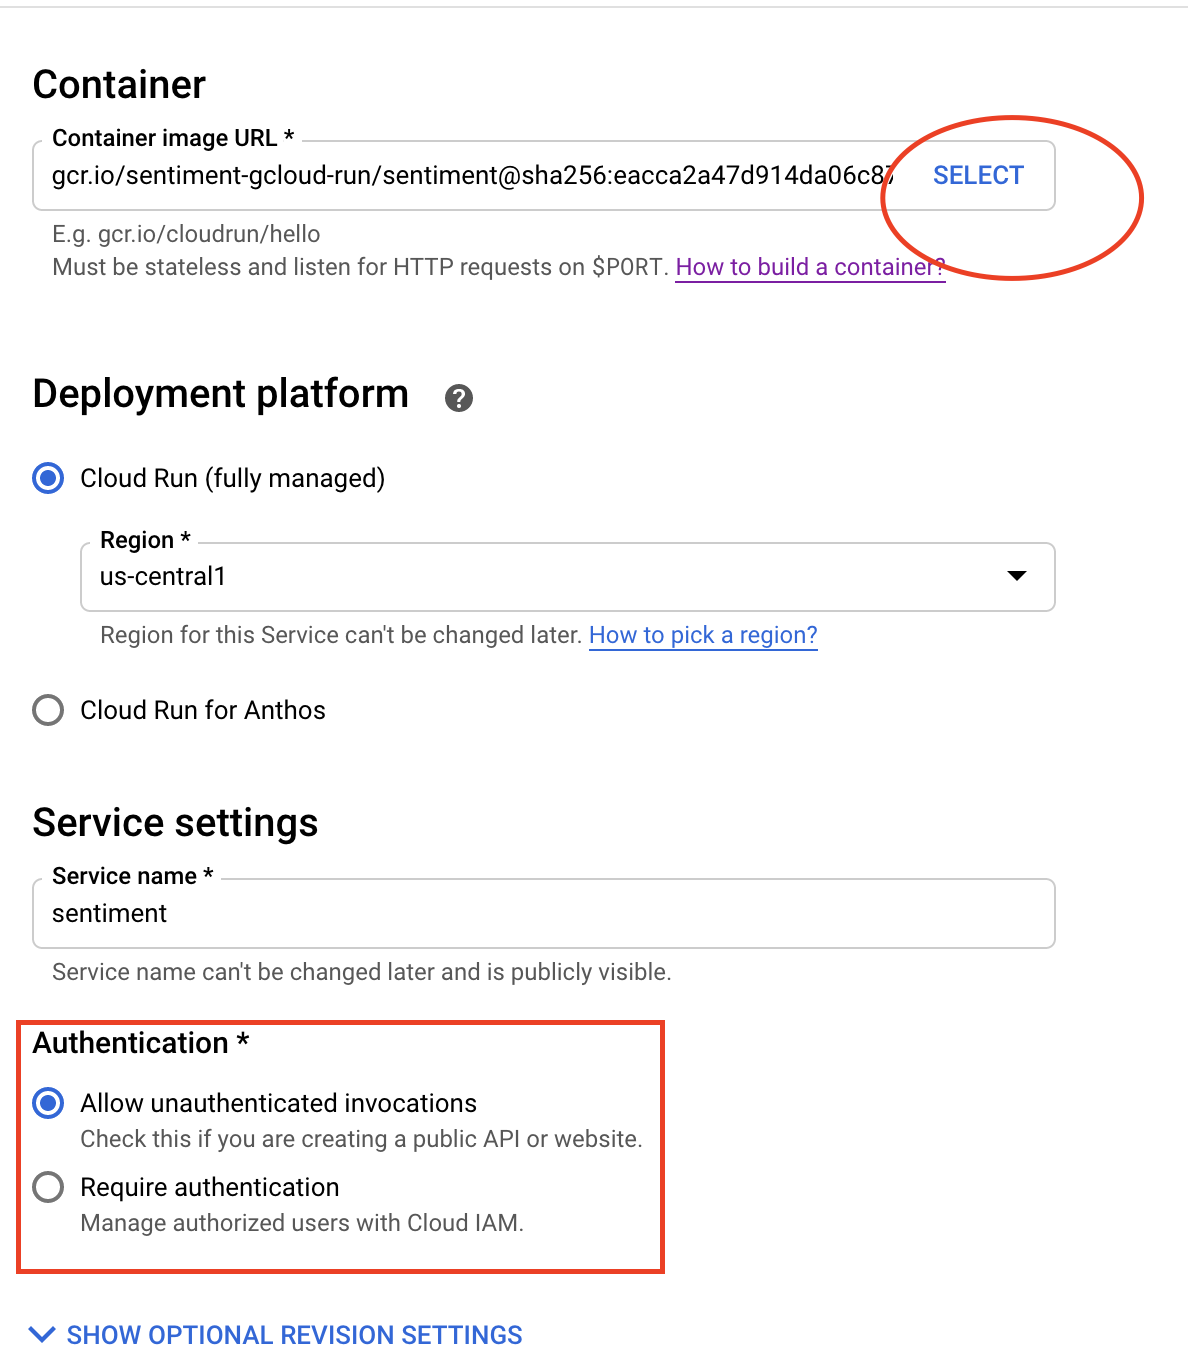 Container
Container image URL *
gcr.io/sentiment-gcloud-run/sentiment@sha256:eacca2a47d914da06c87
SELECT
E.g. gcr.io/cloudrun/hello
Must be stateless and listen for HTTP requests on $PORT. How to build a container?
Deployment platform ?
Cloud Run (fully managed)
Region *
us-central1
Region for this Service can't be changed later. How to pick a region?
Cloud Run for Anthos
Service settings
Service name *
sentiment
Service name can't be changed later and is publicly visible.
Authentication *
Allow unauthenticated invocations
Check this if you are creating a public API or website.
Require authentication
Manage authorized users with Cloud IAM.
SHOW OPTIONAL REVISION SETTINGS